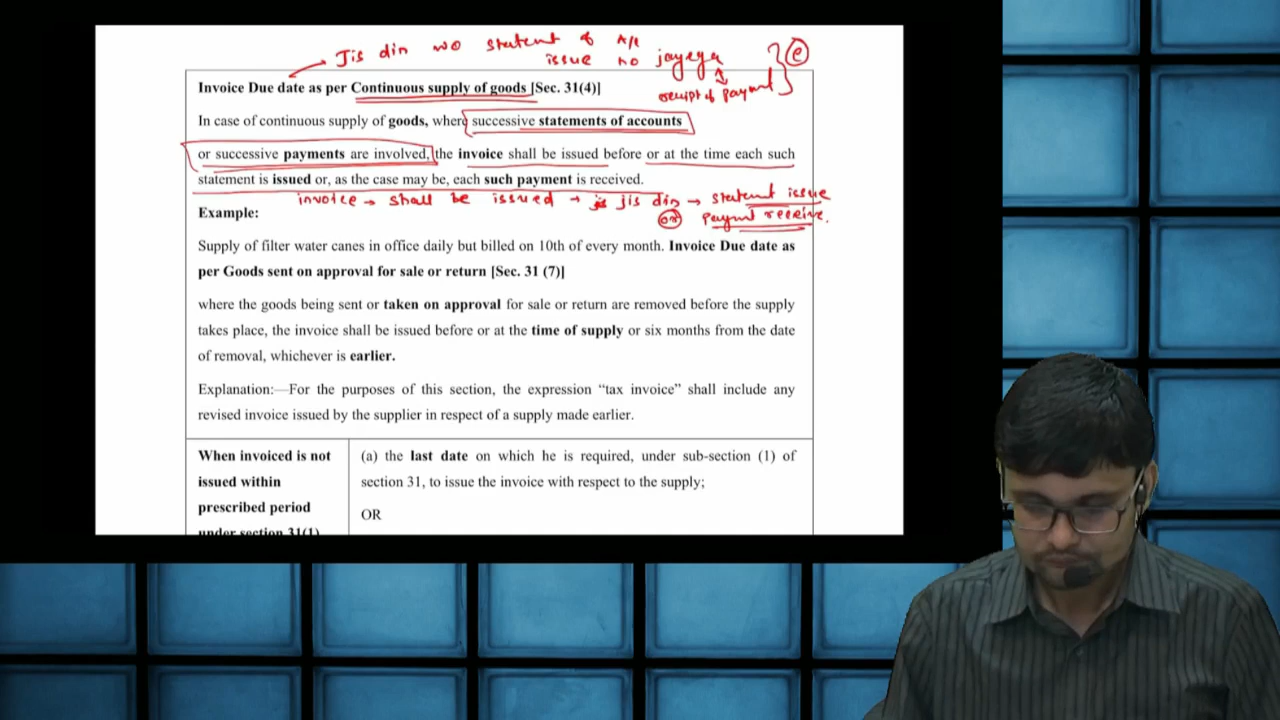 Jis din wo statent of A/c
issue ho jayega
receipt of payment
(e)
Invoice Due date as per Continuous supply of goods [Sec. 31(4)]
In case of continuous supply of goods, where successive statements of accounts
or successive payments are involved, the invoice shall be issued before or at the time each such
statement is issued or, as the case may be, each such payment is received.
invoice → shall be issued → jis din → statent issue
or paymt receive.
Example:
Supply of filter water canes in office daily but billed on 10th of every month. Invoice Due date as
per Goods sent on approval for sale or return [Sec. 31 (7)]
where the goods being sent or taken on approval for sale or return are removed before the supply
takes place, the invoice shall be issued before or at the time of supply or six months from the date
of removal, whichever is earlier.
Explanation:—For the purposes of this section, the expression “tax invoice” shall include any
revised invoice issued by the supplier in respect of a supply made earlier.
When invoiced is not
issued within
prescribed period
under section 31(1)
(a) the last date on which he is required, under sub-section (1) of
section 31, to issue the invoice with respect to the supply;
OR